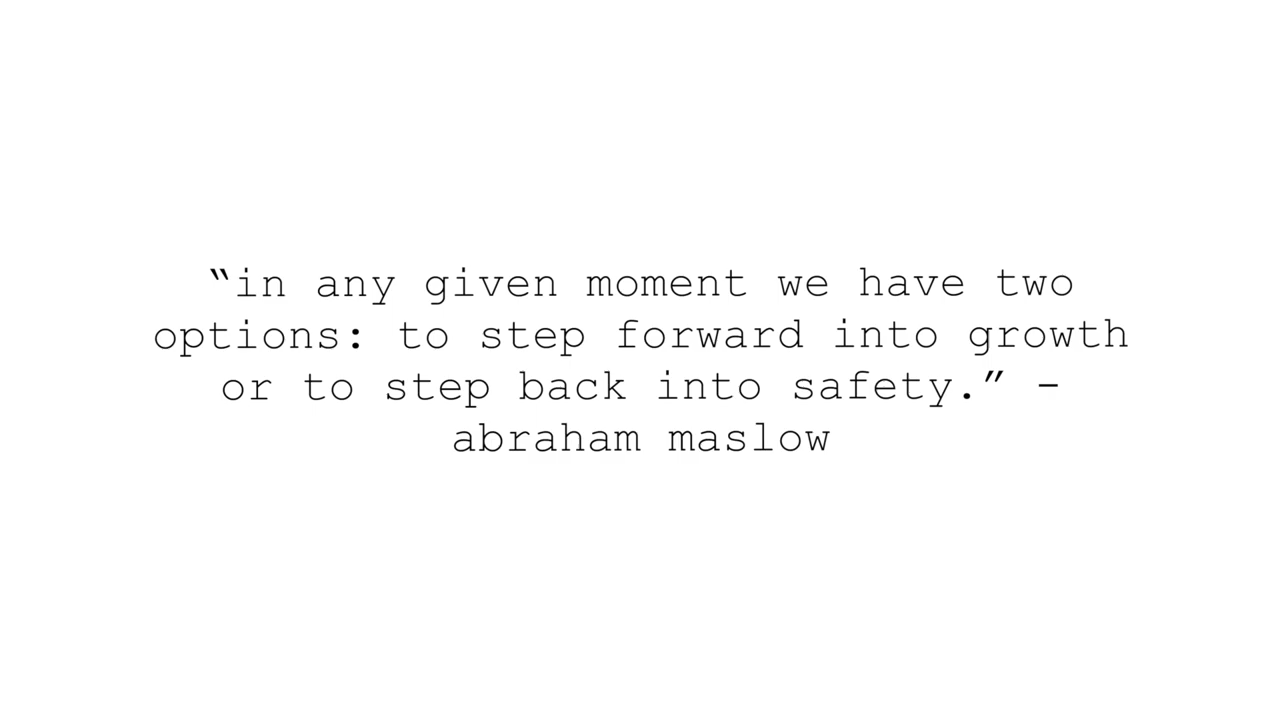 “in any given moment we have two
options: to step forward into growth
or to step back into safety.” -
abraham maslow